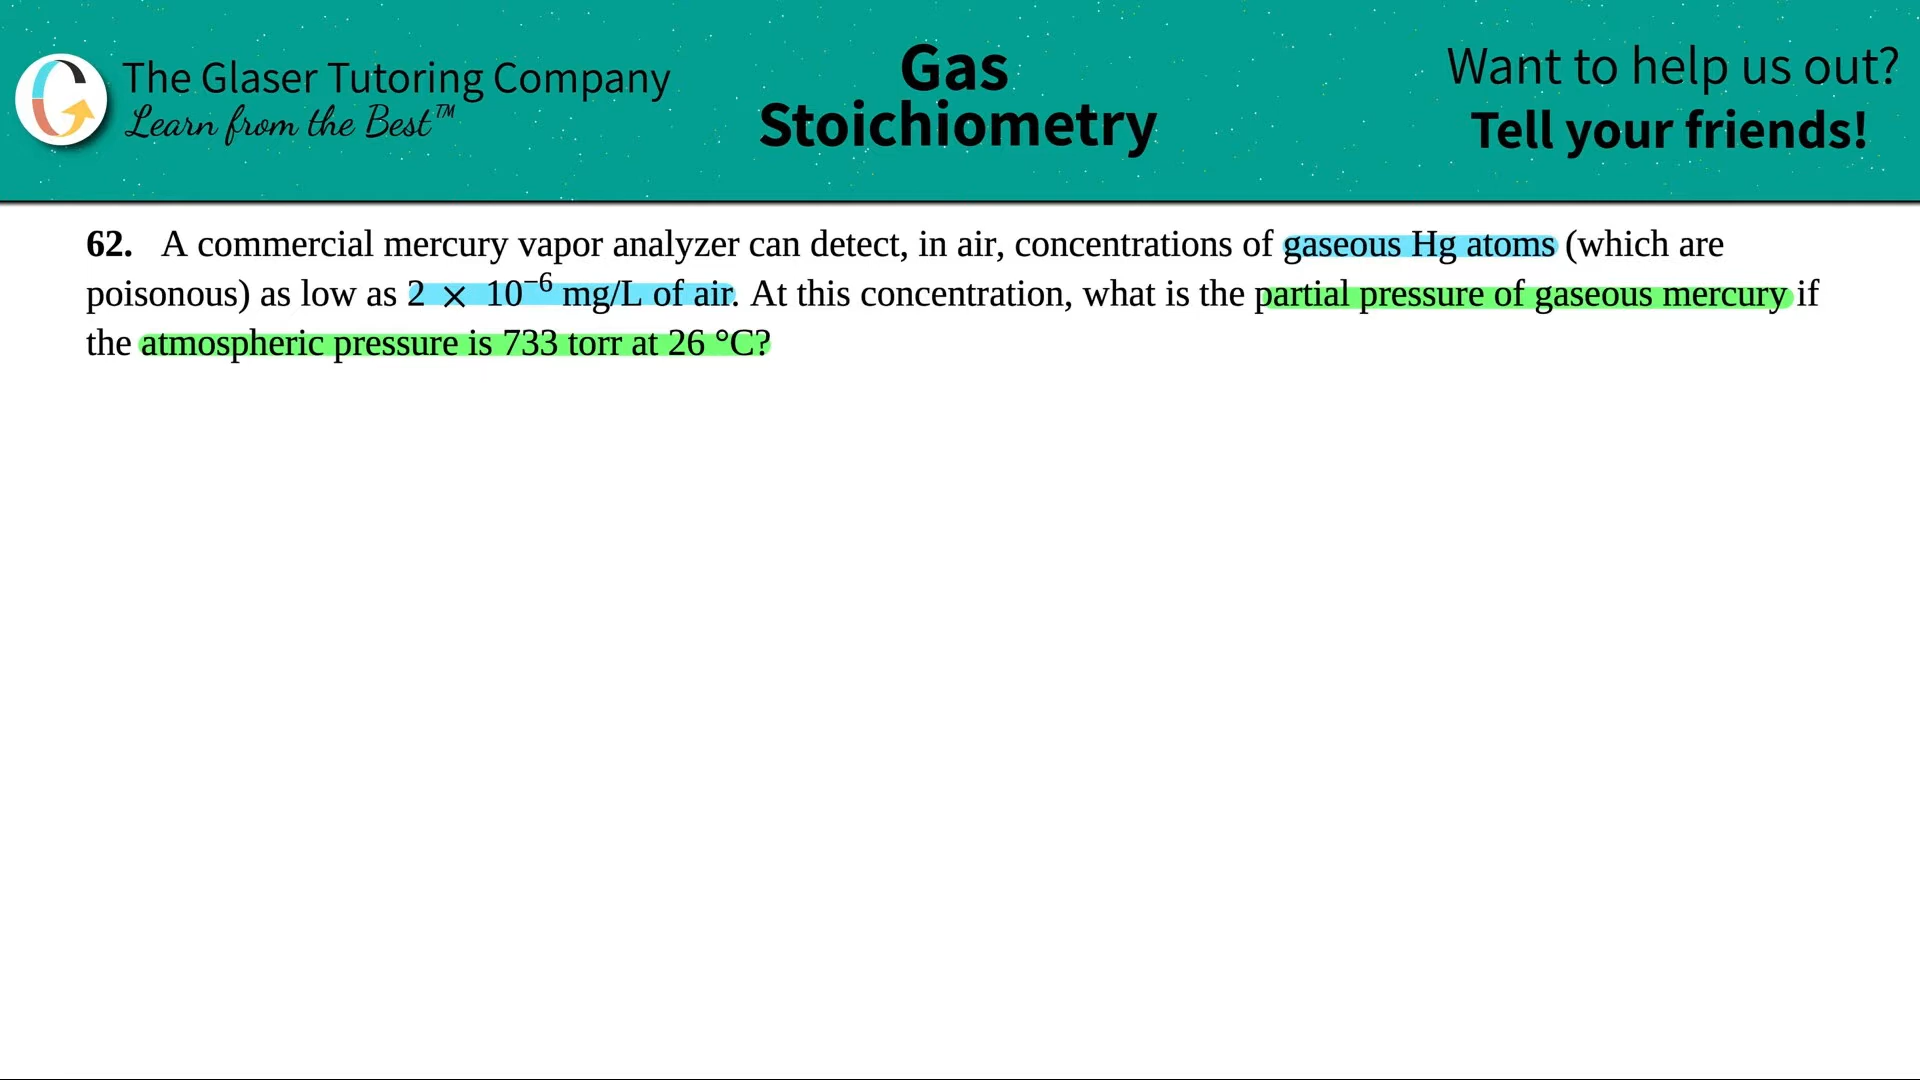 The Glaser Tutoring Company
Learn from the Best™
Gas
Stoichiometry
Want to help us out?
Tell your friends!
62. A commercial mercury vapor analyzer can detect, in air, concentrations of gaseous Hg atoms (which are
poisonous) as low as 2 × 10⁻⁶ mg/L of air. At this concentration, what is the partial pressure of gaseous mercury if
the atmospheric pressure is 733 torr at 26 °C?